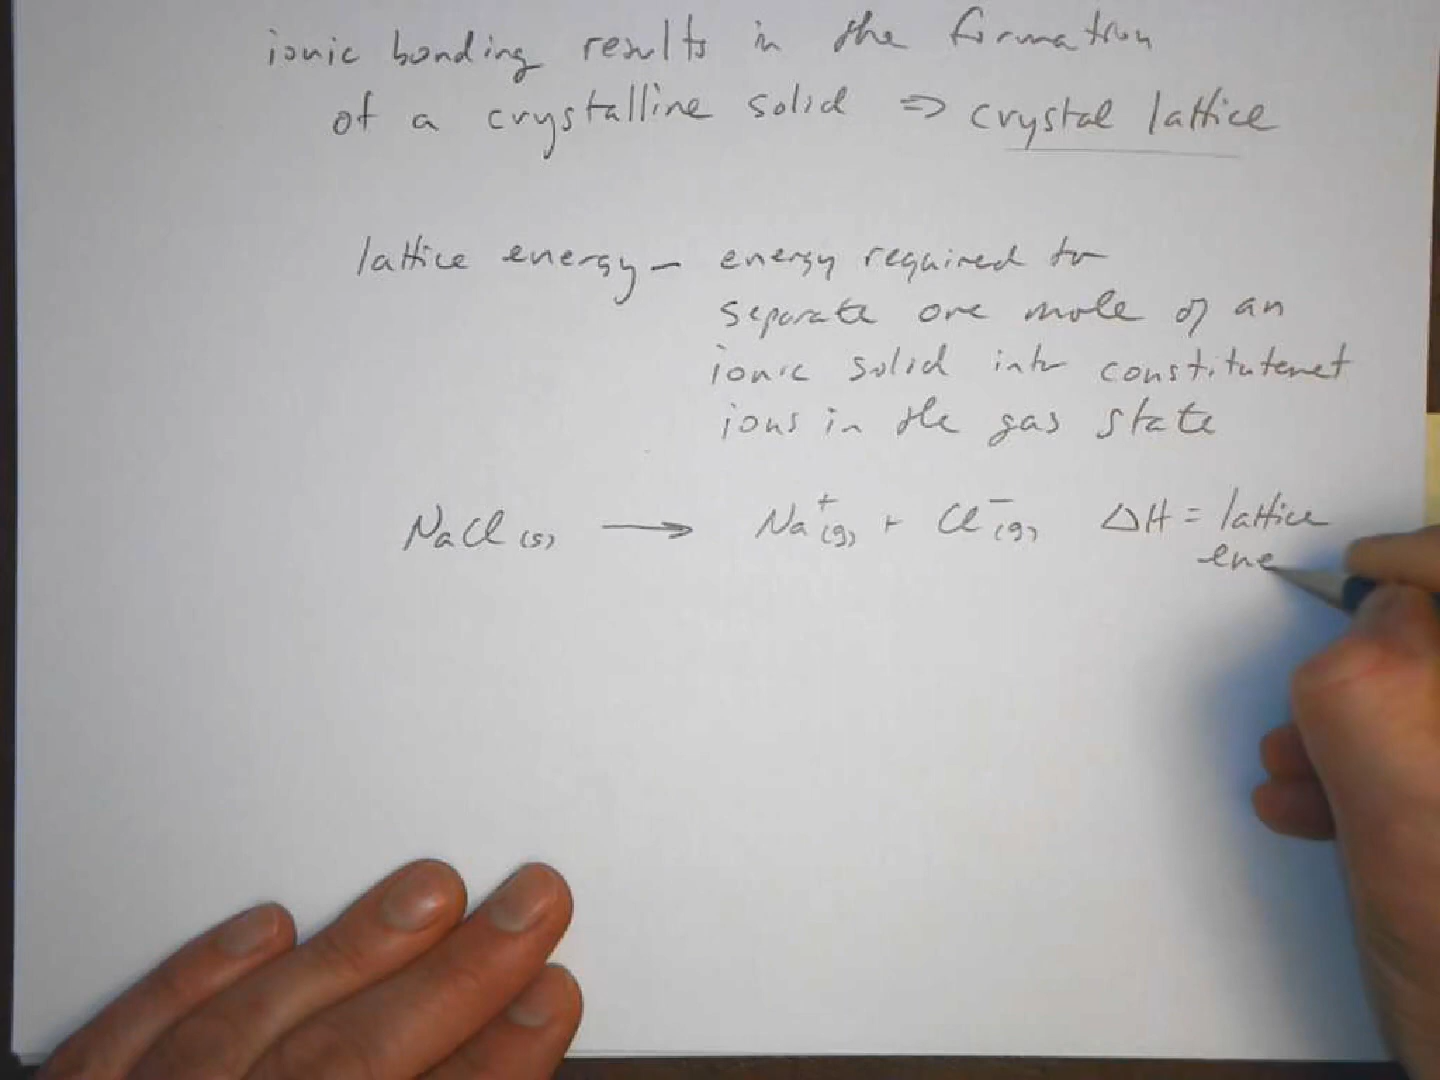 ionic bonding results in the formation
of a crystalline solid ⇒ crystal lattice
lattice energy – energy required to
separate one mole of an
ionic solid into constitutenet
ions in the gas state
NaCl (s) → Na⁺(g) + Cl⁻(g) ΔH = lattice
ene